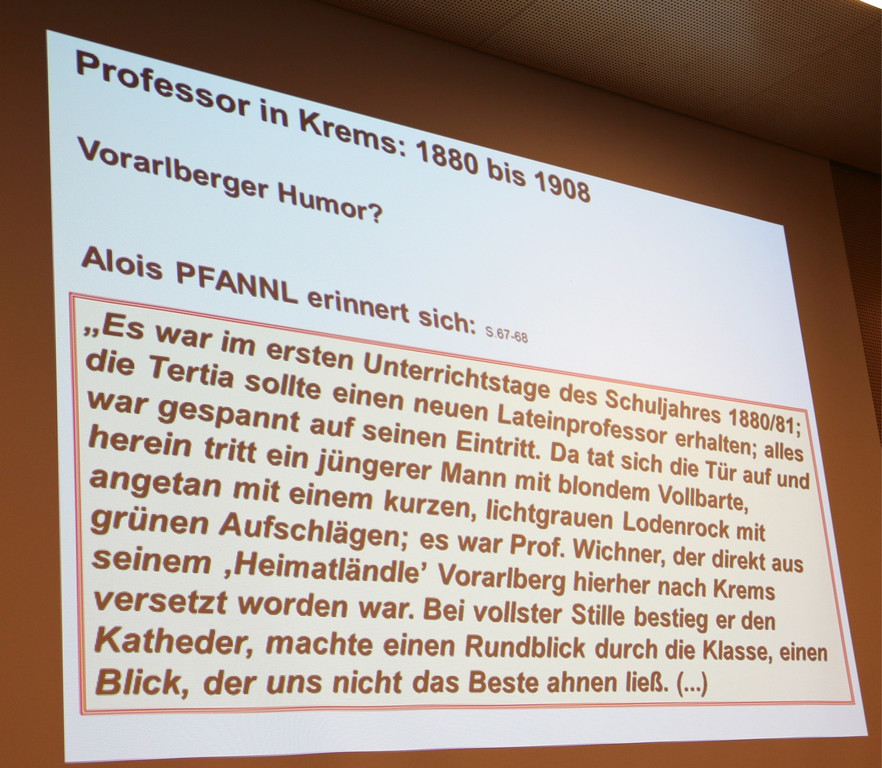 Professor in Krems: 1880 bis 1908
Vorarlberger Humor?
Alois PFANNL erinnert sich: S.67-68
„Es war im ersten Unterrichtstage des Schuljahres 1880/81;
die Tertia sollte einen neuen Lateinprofessor erhalten; alles
war gespannt auf seinen Eintritt. Da tat sich die Tür auf und
herein tritt ein jüngerer Mann mit blondem Vollbarte,
angetan mit einem kurzen, lichtgrauen Lodenrock mit
grünen Aufschlägen; es war Prof. Wichner, der direkt aus
seinem ‚Heimatländle’ Vorarlberg hierher nach Krems
versetzt worden war. Bei vollster Stille bestieg er den
Katheder, machte einen Rundblick durch die Klasse, einen
Blick, der uns nicht das Beste ahnen ließ. (...)